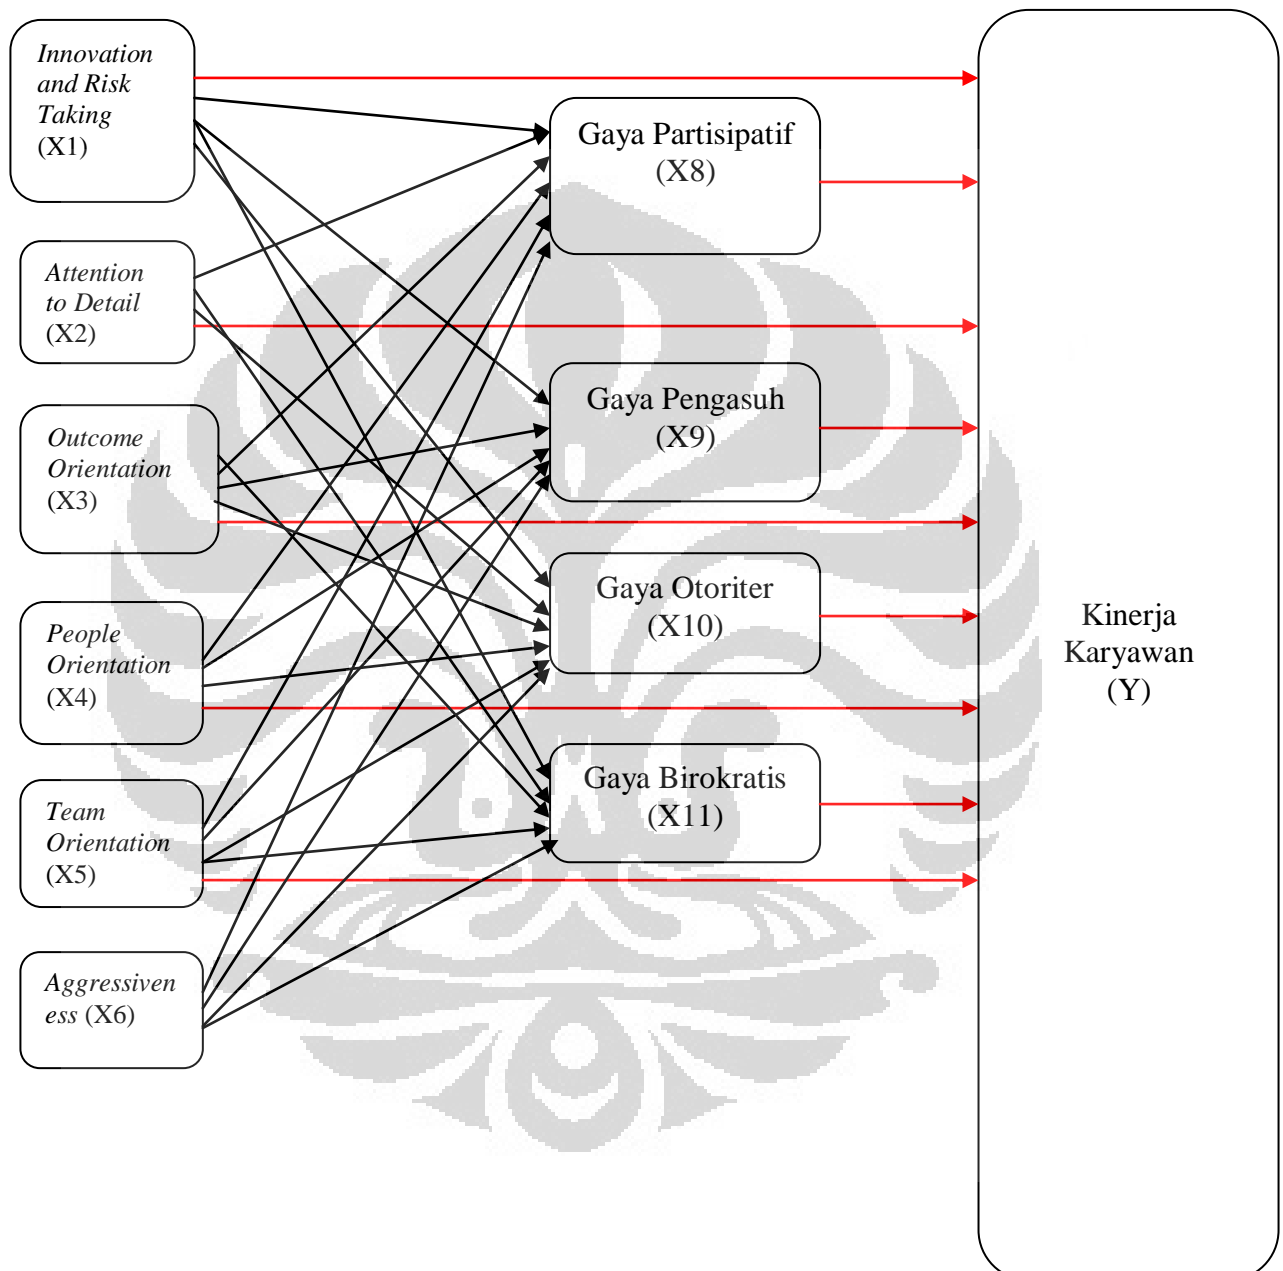 Innovation
and Risk
Taking
(X1)
Attention
to Detail
(X2)
Outcome
Orientation
(X3)
People
Orientation
(X4)
Team
Orientation
(X5)
Aggressiven
ess (X6)
Gaya Partisipatif
(X8)
Gaya Pengasuh
(X9)
Gaya Otoriter
(X10)
Gaya Birokratis
(X11)
Kinerja
Karyawan
(Y)